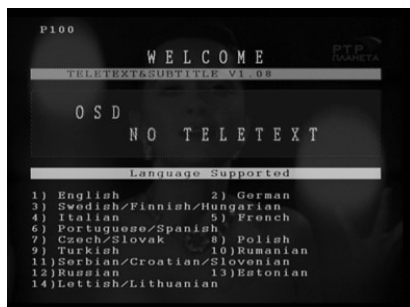 P100
WELCOME
РТР
ПЛАНЕТА
TELETEXT&SUBTITLE V1.08
OSD
NO TELETEXT
Language Supported
1) English 2) German
3) Swedish/Finnish/Hungarian
4) Italian 5) French
6) Portuguese/Spanish
7) Czech/Slovak 8) Polish
9) Turkish 10)Rumanian
11)Serbian/Croatian/Slovenian
12)Russian 13)Estonian
14)Lettish/Lithuanian